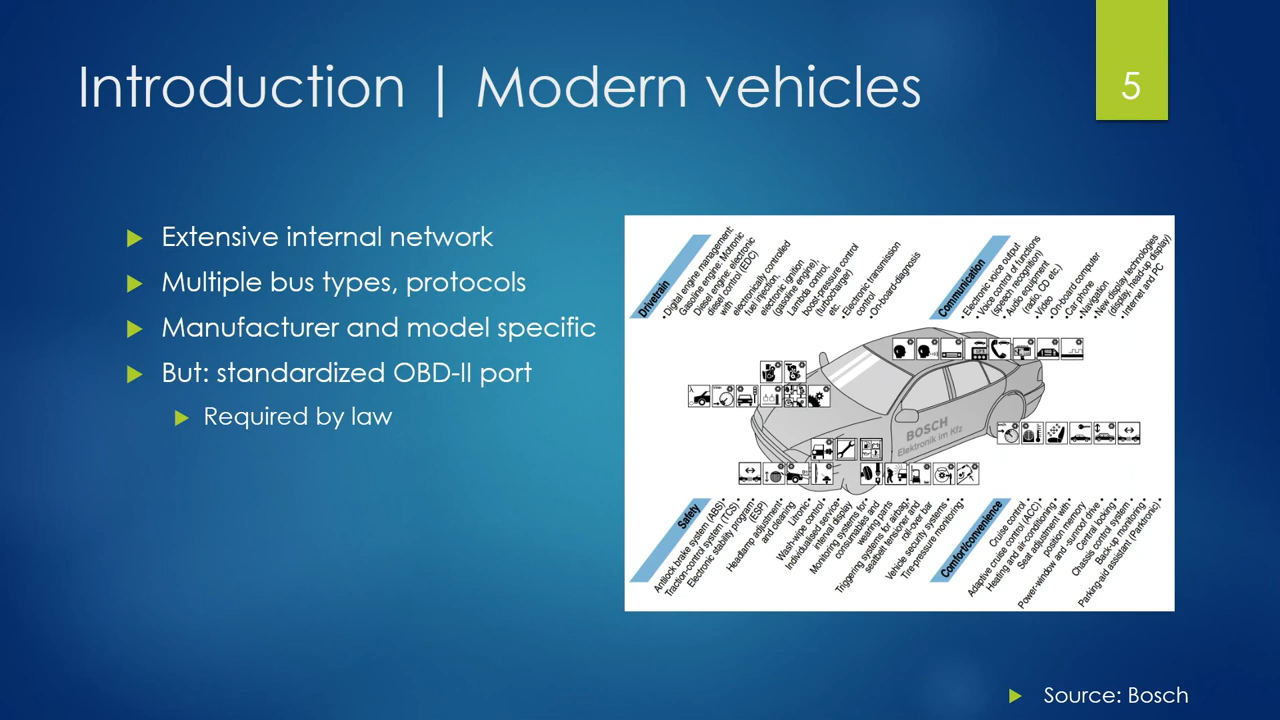 Introduction | Modern vehicles
5
Extensive internal network
Multiple bus types, protocols
Manufacturer and model specific
But: standardized OBD-II port
Required by law
Drivetrain
• Digital engine management:
Gasoline engine: Motronic
Diesel engine: electronic
diesel control (EDC)
with
electronically controlled
fuel injection,
electronic ignition
(gasoline engine),
Lambda control,
boost-pressure control
(turbocharger)
etc.
• Electronic transmission
control
• On-board-diagnosis
Communication
• Electronic voice output
• Voice control of functions
(speech recognition)
• Audio equipment
(radio CD etc.)
• Video
• On-board computer
• Car phone
• Navigation
• New display technologies
(display, head-up display)
• Internet and PC
BOSCH
Elektronik im Kfz
Safety
Antilock brake system (ABS) •
Traction-control system (TCS) •
Electronic stability program •
(ESP)
Headlamp adjustment •
and cleaning
Litronic •
Wash-wipe control •
Individualised service •
interval display
Monitoring systems for •
consumables and
wearing parts
Triggering systems for airbag, •
seatbelt tensioner and
roll-over bar
Vehicle security systems •
Tire-pressure monitoring •
Comfort/convenience
Cruise control •
Adaptive cruise control (ACC) •
Heating and air-conditioning •
Seat adjustment with •
position memory
Power-window and -sunroof drive •
Central locking •
Chassis control system •
Back-up monitoring •
Parking-aid assistant (Parktronic) •
Source: Bosch